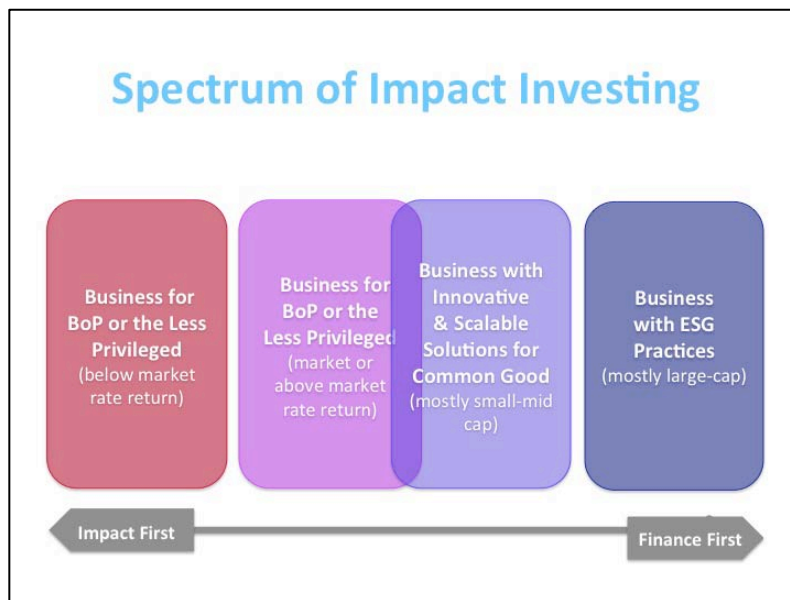 Spectrum of Impact Investing
Business for
BoP or the Less
Privileged
(below market
rate return)
Business for
BoP or the
Less Privileged
(market or
above market
rate return)
Business with
Innovative
& Scalable
Solutions for
Common Good
(mostly small-mid
cap)
Business
with ESG
Practices
(mostly large-cap)
Impact First
Finance First